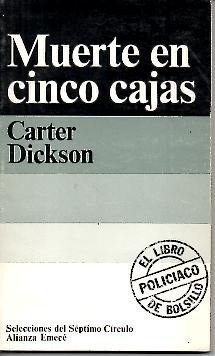 Muerte en
cinco cajas
Carter
Dickson
EL LIBRO
POLICIACO
DE BOLSILLO
Selecciones del Séptimo Círculo
Alianza Emecé